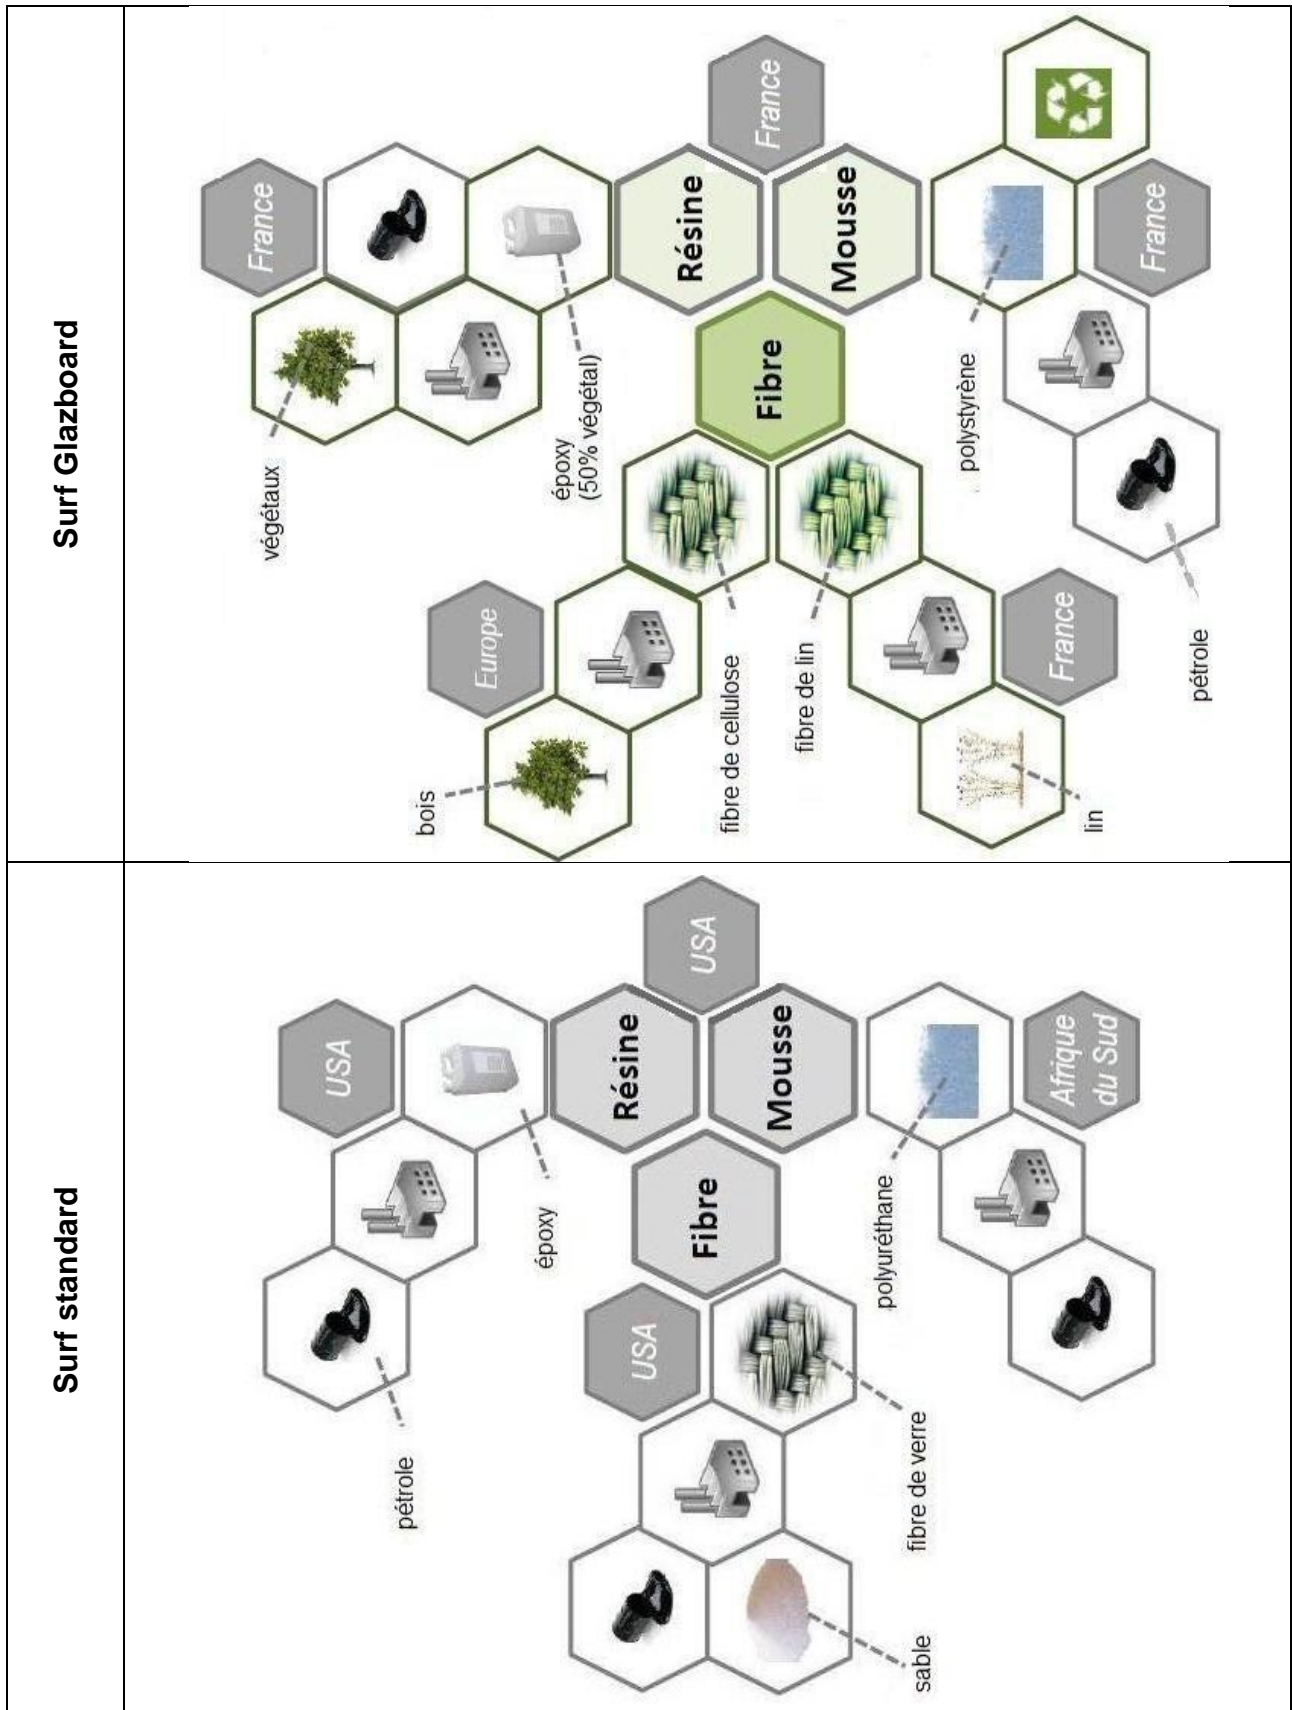 Surf standard
USA
pétrole
époxy
Résine
USA
Mousse
Fibre
USA
polyuréthane
Afrique
du Sud
fibre de verre
sable
Surf Glazboard
France
végétaux
époxy
(50% végétal)
Résine
France
Mousse
Fibre
polystyrène
France
pétrole
Europe
bois
fibre de cellulose
fibre de lin
France
lin